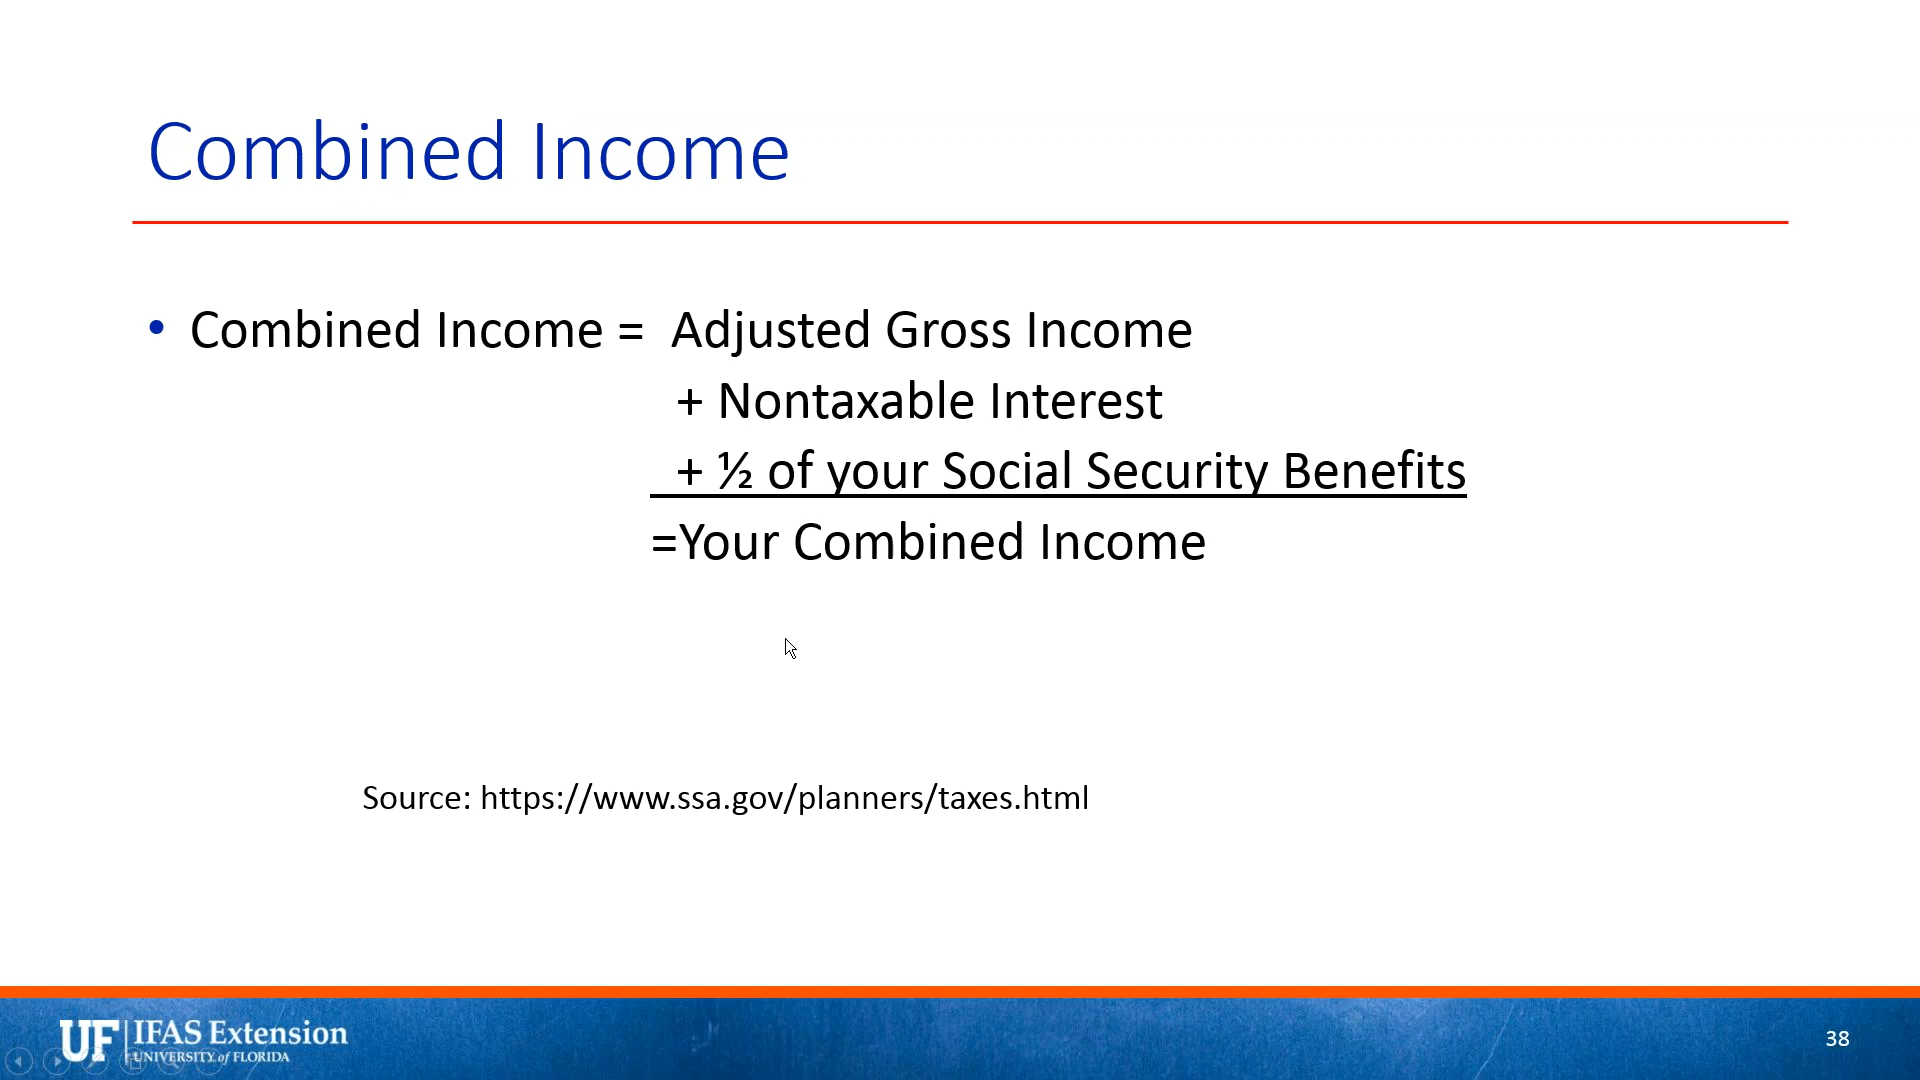 Combined Income
• Combined Income = Adjusted Gross Income
+ Nontaxable Interest
+ ½ of your Social Security Benefits
=Your Combined Income
Source: https://www.ssa.gov/planners/taxes.html
UF IFAS Extension
UNIVERSITY of FLORIDA
38